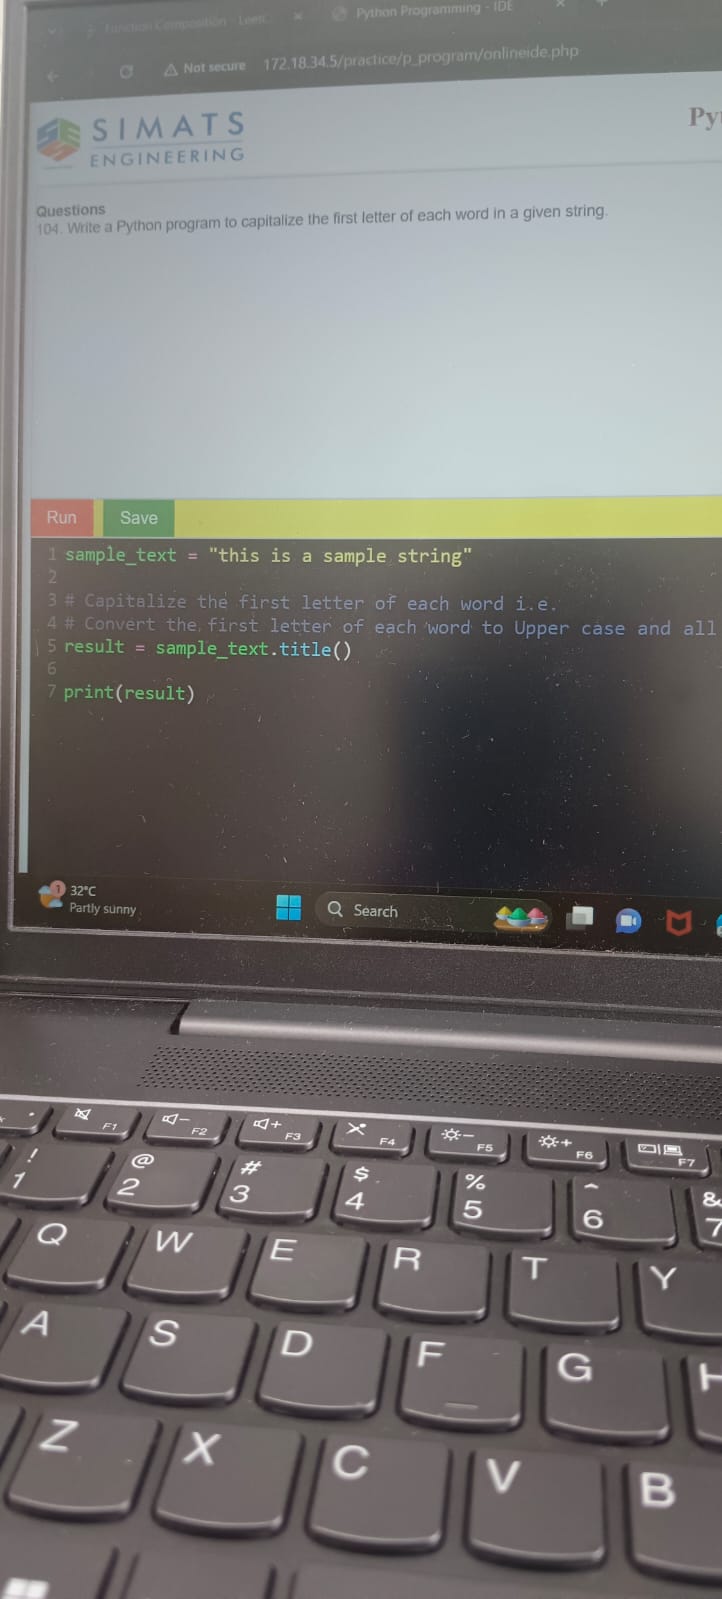 Function Composition - Leetc
Python Programming - IDE
Not secure 172.18.34.5/practice/p_program/onlineide.php
SIMATS
ENGINEERING
Questions
104. Write a Python program to capitalize the first letter of each word in a given string.
Run Save
1 sample_text = "this is a sample string"
2
3 # Capitalize the first letter of each word i.e.
4 # Convert the first letter of each word to Upper case and all
5 result = sample_text.title()
6
7 print(result)
1
32°C
Partly sunny
Search
F1 F2 F3 F4 F5 F6 F7
! @ # $ % ^ &
1 2 3 4 5 6 7
Q W E R T Y
A S D F G H
Z X C V B